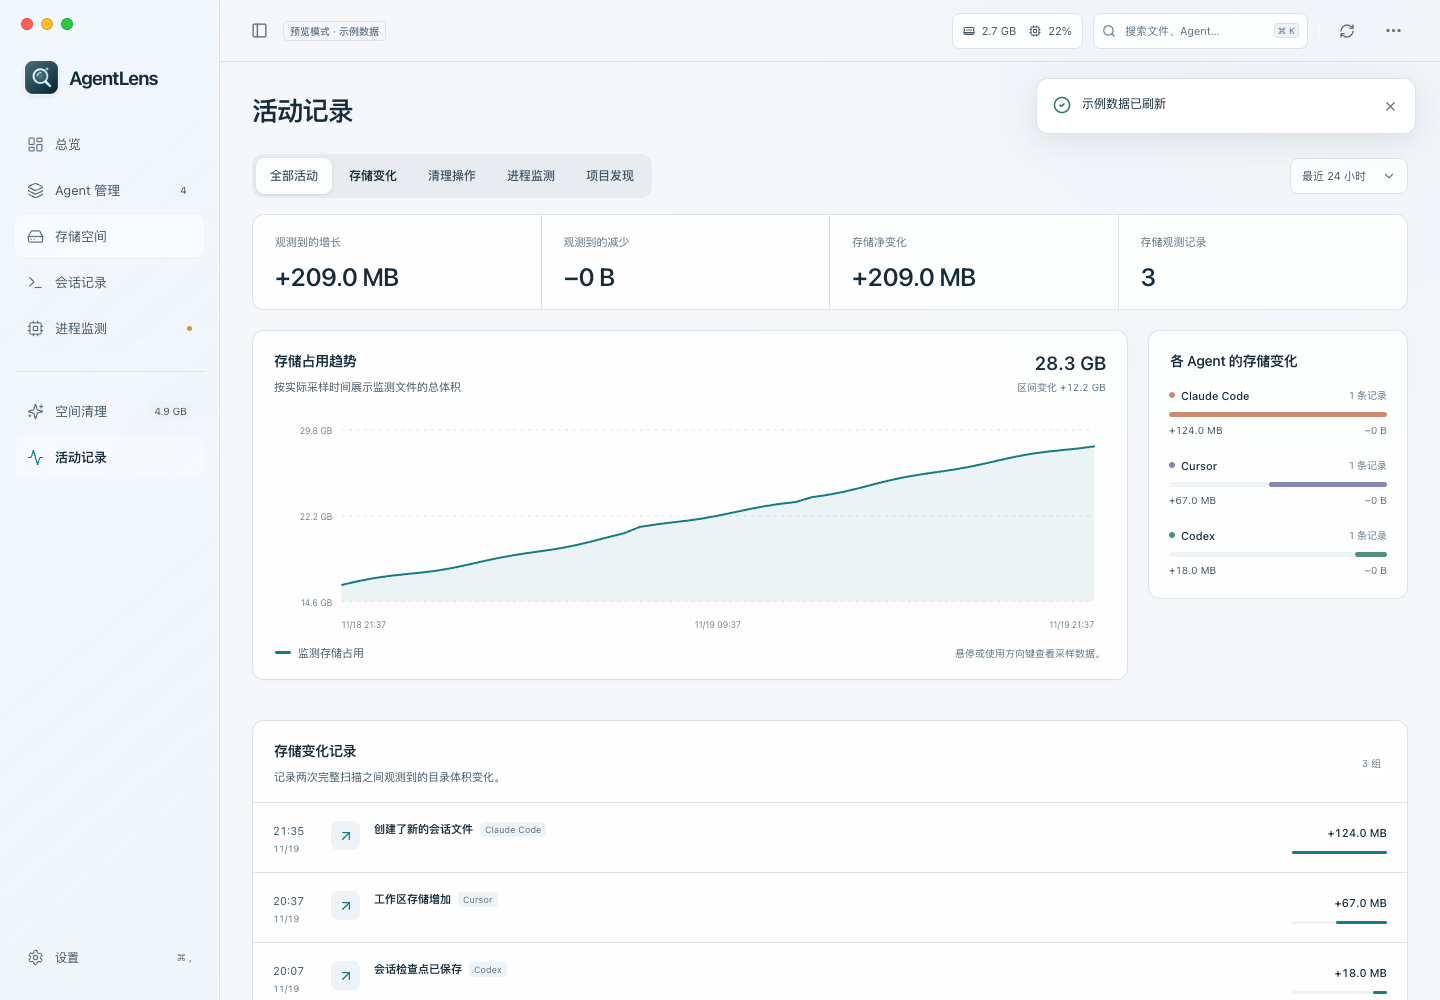 AgentLens
总览
Agent 管理 4
存储空间
会话记录
进程监测
空间清理 4.9 GB
活动记录
设置 ⌘ ,
预览模式 · 示例数据
2.7 GB 22%
搜索文件、Agent... ⌘ K
示例数据已刷新
活动记录
全部活动 存储变化 清理操作 进程监测 项目发现
最近 24 小时
观测到的增长
+209.0 MB
观测到的减少
−0 B
存储净变化
+209.0 MB
存储观测记录
3
存储占用趋势
按实际采样时间展示监测文件的总体积
28.3 GB
区间变化 +12.2 GB
29.8 GB
22.2 GB
14.6 GB
11/18 21:37 11/19 09:37 11/19 21:37
监测存储占用
悬停或使用方向键查看采样数据。
各 Agent 的存储变化
Claude Code 1 条记录
+124.0 MB −0 B
Cursor 1 条记录
+67.0 MB −0 B
Codex 1 条记录
+18.0 MB −0 B
存储变化记录
记录两次完整扫描之间观测到的目录体积变化。
3 组
21:35
11/19
创建了新的会话文件 Claude Code
+124.0 MB
20:37
11/19
工作区存储增加 Cursor
+67.0 MB
20:07
11/19
会话检查点已保存 Codex
+18.0 MB